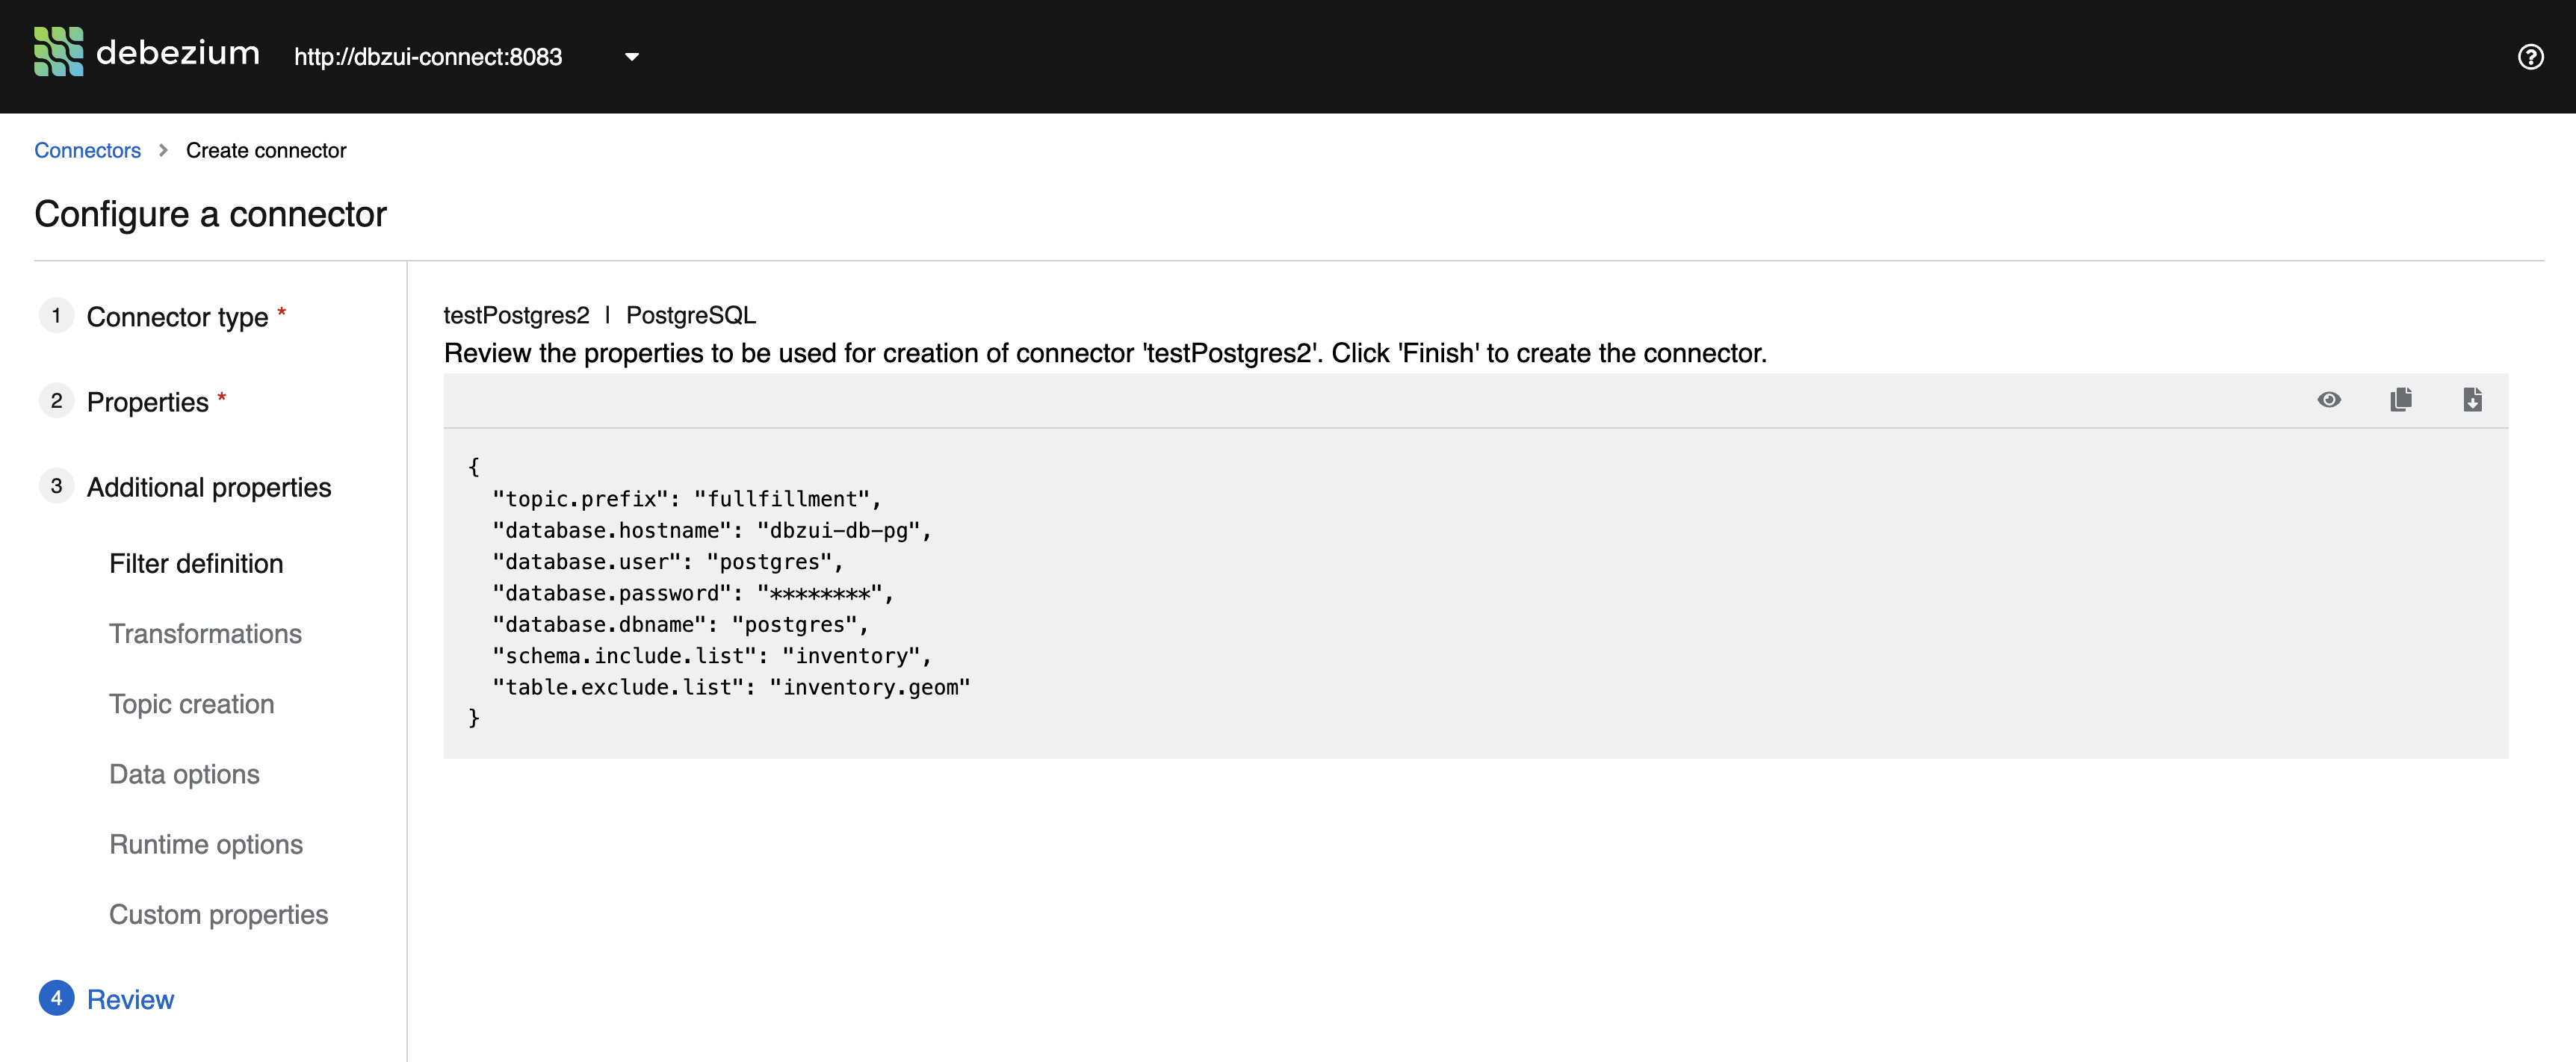 debezium http://dbzui-connect:8083
Connectors > Create connector
Configure a connector
1 Connector type *
2 Properties *
3 Additional properties
Filter definition
Transformations
Topic creation
Data options
Runtime options
Custom properties
4 Review
testPostgres2 | PostgreSQL
Review the properties to be used for creation of connector 'testPostgres2'. Click 'Finish' to create the connector.
{
"topic.prefix": "fullfillment",
"database.hostname": "dbzui-db-pg",
"database.user": "postgres",
"database.password": "********",
"database.dbname": "postgres",
"schema.include.list": "inventory",
"table.exclude.list": "inventory.geom"
}